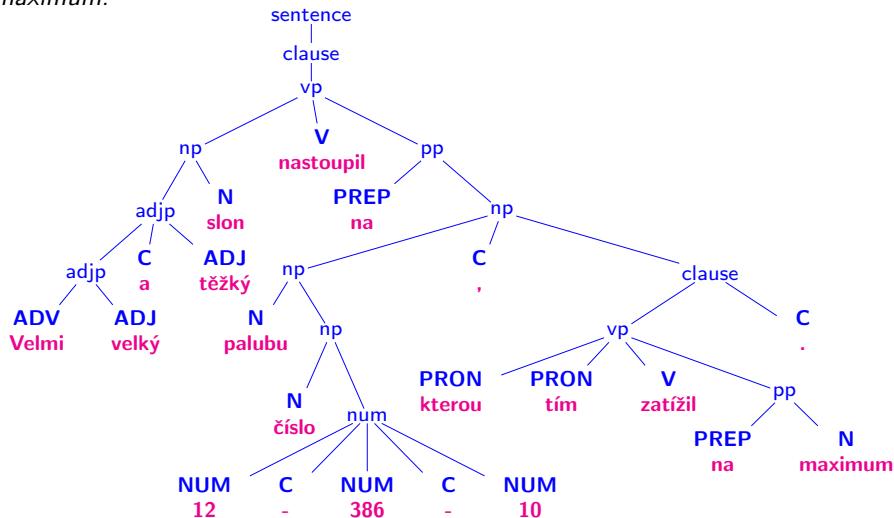 maximum.
sentence
clause
vp
np V pp
nastoupil
adjp N PREP np
slon na
adjp C ADJ np C clause
a těžký ,
ADV ADJ N np vp C
Velmi velký palubu .
PRON PRON V pp
kterou tím zatížil
N num
číslo
PREP N
na maximum
NUM C NUM C NUM
12 - 386 - 10